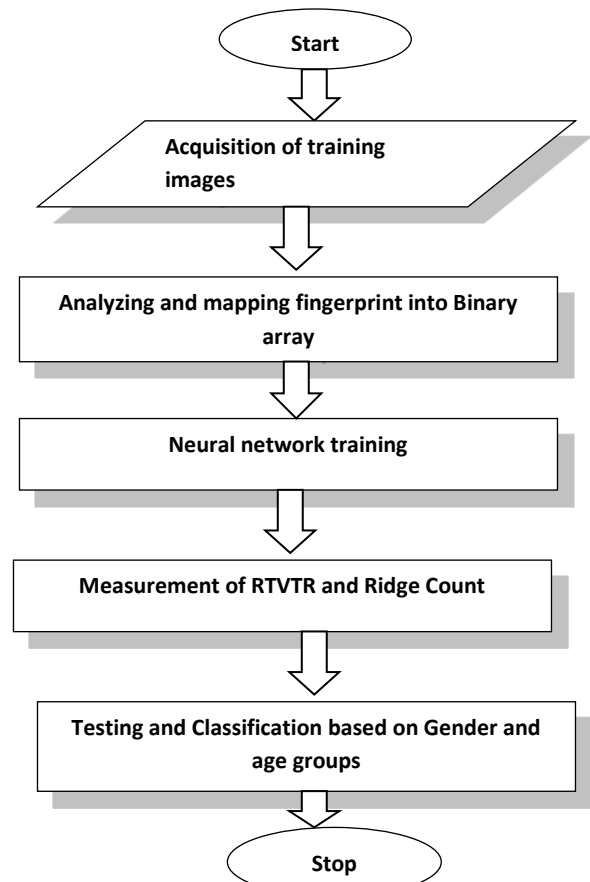 Start
Acquisition of training
images
Analyzing and mapping fingerprint into Binary
array
Neural network training
Measurement of RTVTR and Ridge Count
Testing and Classification based on Gender and
age groups
Stop